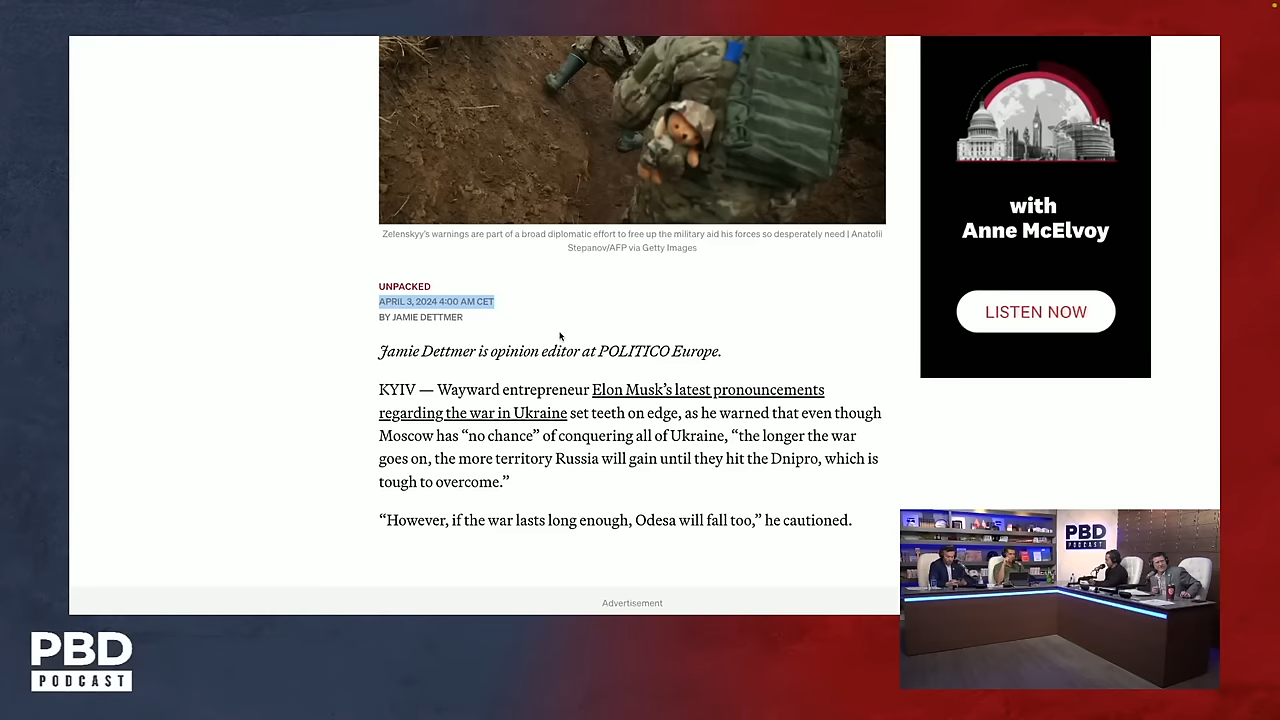 Zelenskyy's warnings are part of a broad diplomatic effort to free up the military aid his forces so desperately need | Anatolii
Stepanov/AFP via Getty Images
UNPACKED
APRIL 3, 2024 4:00 AM CET
BY JAMIE DETTMER
Jamie Dettmer is opinion editor at POLITICO Europe.
KYIV — Wayward entrepreneur Elon Musk's latest pronouncements
regarding the war in Ukraine set teeth on edge, as he warned that even though
Moscow has “no chance” of conquering all of Ukraine, “the longer the war
goes on, the more territory Russia will gain until they hit the Dnipro, which is
tough to overcome.”
“However, if the war lasts long enough, Odesa will fall too,” he cautioned.
Advertisement
with
Anne McElvoy
LISTEN NOW
PBD
PODCAST
PBD
PODCAST